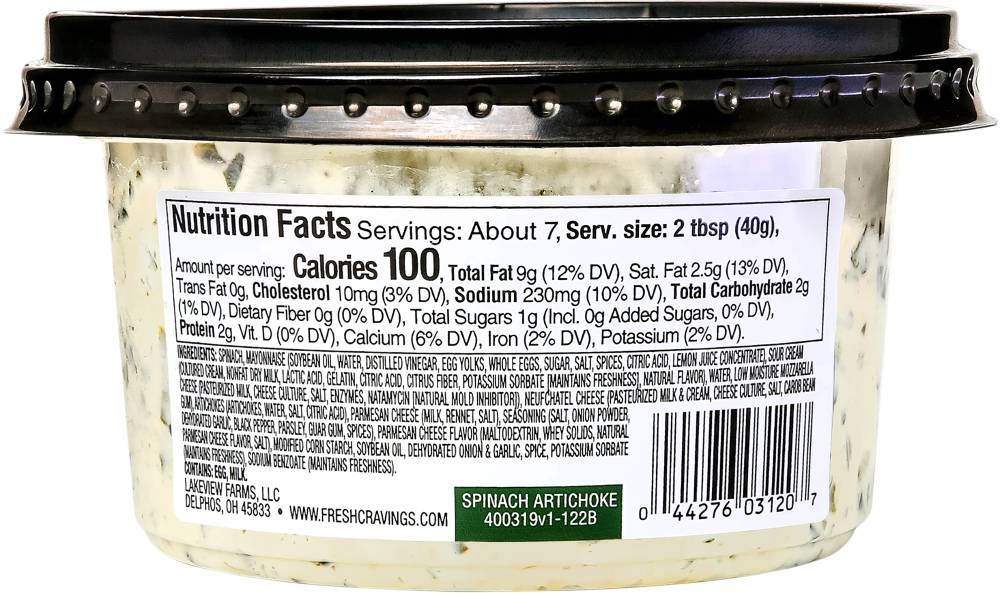 Nutrition Facts Servings: About 7, Serv. size: 2 tbsp (40g),
Amount per serving: Calories 100, Total Fat 9g (12% DV), Sat. Fat 2.5g (13% DV),
Trans Fat 0g, Cholesterol 10mg (3% DV), Sodium 230mg (10% DV), Total Carbohydrate 2g
(1% DV), Dietary Fiber 0g (0% DV), Total Sugars 1g (Incl. 0g Added Sugars, 0% DV),
Protein 2g, Vit. D (0% DV), Calcium (6% DV), Iron (2% DV), Potassium (2% DV).
INGREDIENTS: SPINACH, MAYONNAISE (SOYBEAN OIL, WATER, DISTILLED VINEGAR, EGG YOLKS, WHOLE EGGS, SUGAR, SALT, SPICES, CITRIC ACID, LEMON JUICE CONCENTRATE), SOUR CREAM
(CULTURED CREAM, NONFAT DRY MILK, LACTIC ACID, GELATIN, CITRIC ACID, CITRUS FIBER, POTASSIUM SORBATE [MAINTAINS FRESHNESS], NATURAL FLAVOR), WATER, LOW MOISTURE MOZZARELLA
CHEESE (PASTEURIZED MILK, CHEESE CULTURE, SALT, ENZYMES, NATAMYCIN [NATURAL MOLD INHIBITOR]), NEUFCHATEL CHEESE (PASTEURIZED MILK & CREAM, CHEESE CULTURE, SALT, CAROB BEAN
GUM), ARTICHOKES (ARTICHOKES, WATER, SALT, CITRIC ACID), PARMESAN CHEESE (MILK, RENNET, SALT), SEASONING (SALT, ONION POWDER,
DEHYDRATED GARLIC, BLACK PEPPER, PARSLEY, GUAR GUM, SPICES), PARMESAN CHEESE FLAVOR (MALTODEXTRIN, WHEY SOLIDS, NATURAL
PARMESAN CHEESE FLAVOR, SALT), MODIFIED CORN STARCH, SOYBEAN OIL, DEHYDRATED ONION & GARLIC, SPICE, POTASSIUM SORBATE
(MAINTAINS FRESHNESS), SODIUM BENZOATE (MAINTAINS FRESHNESS).
CONTAINS: EGG, MILK.
LAKEVIEW FARMS, LLC
DELPHOS, OH 45833 • WWW.FRESHCRAVINGS.COM
SPINACH ARTICHOKE
400319v1-122B
0 44276 03120 7